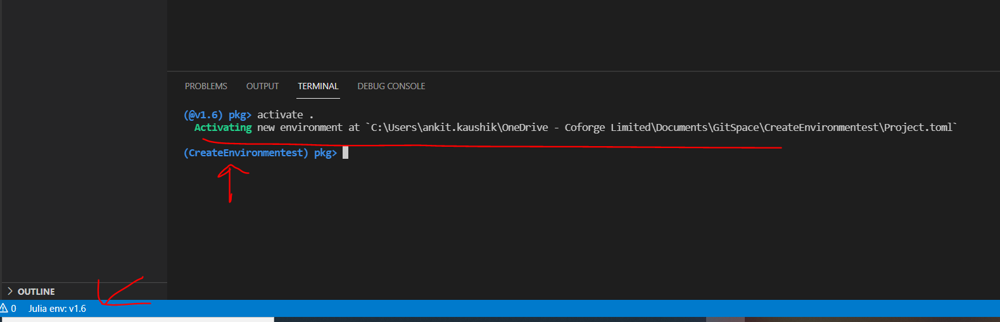 PROBLEMS OUTPUT TERMINAL DEBUG CONSOLE
(@v1.6) pkg> activate .
Activating new environment at `C:\Users\ankit.kaushik\OneDrive - Coforge Limited\Documents\GitSpace\CreateEnvironmentest\Project.toml`
(CreateEnvironmentest) pkg>
OUTLINE
0 Julia env: v1.6